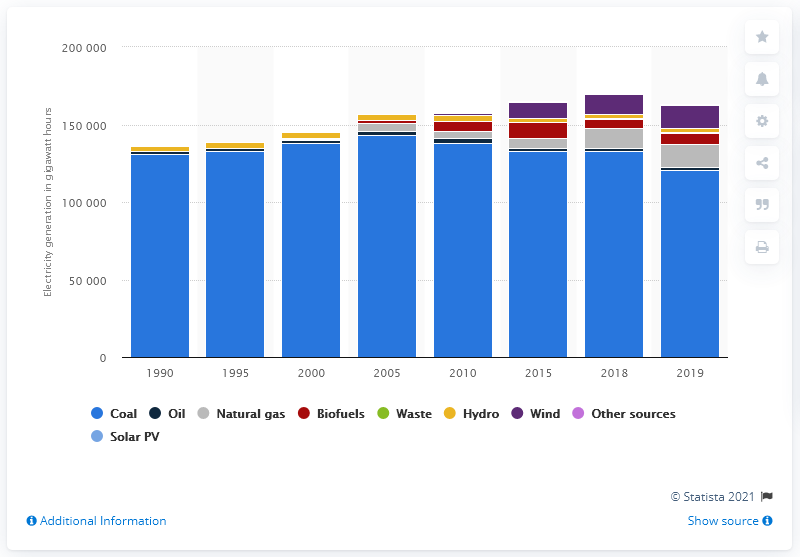 Electricity generation in gigawatt hours
200 000
150 000
100 000
50 000
0
1990 1995 2000 2005 2010 2015 2018 2019
Coal Oil Natural gas Biofuels Waste Hydro Wind Other sources
Solar PV
© Statista 2021
Additional Information Show source